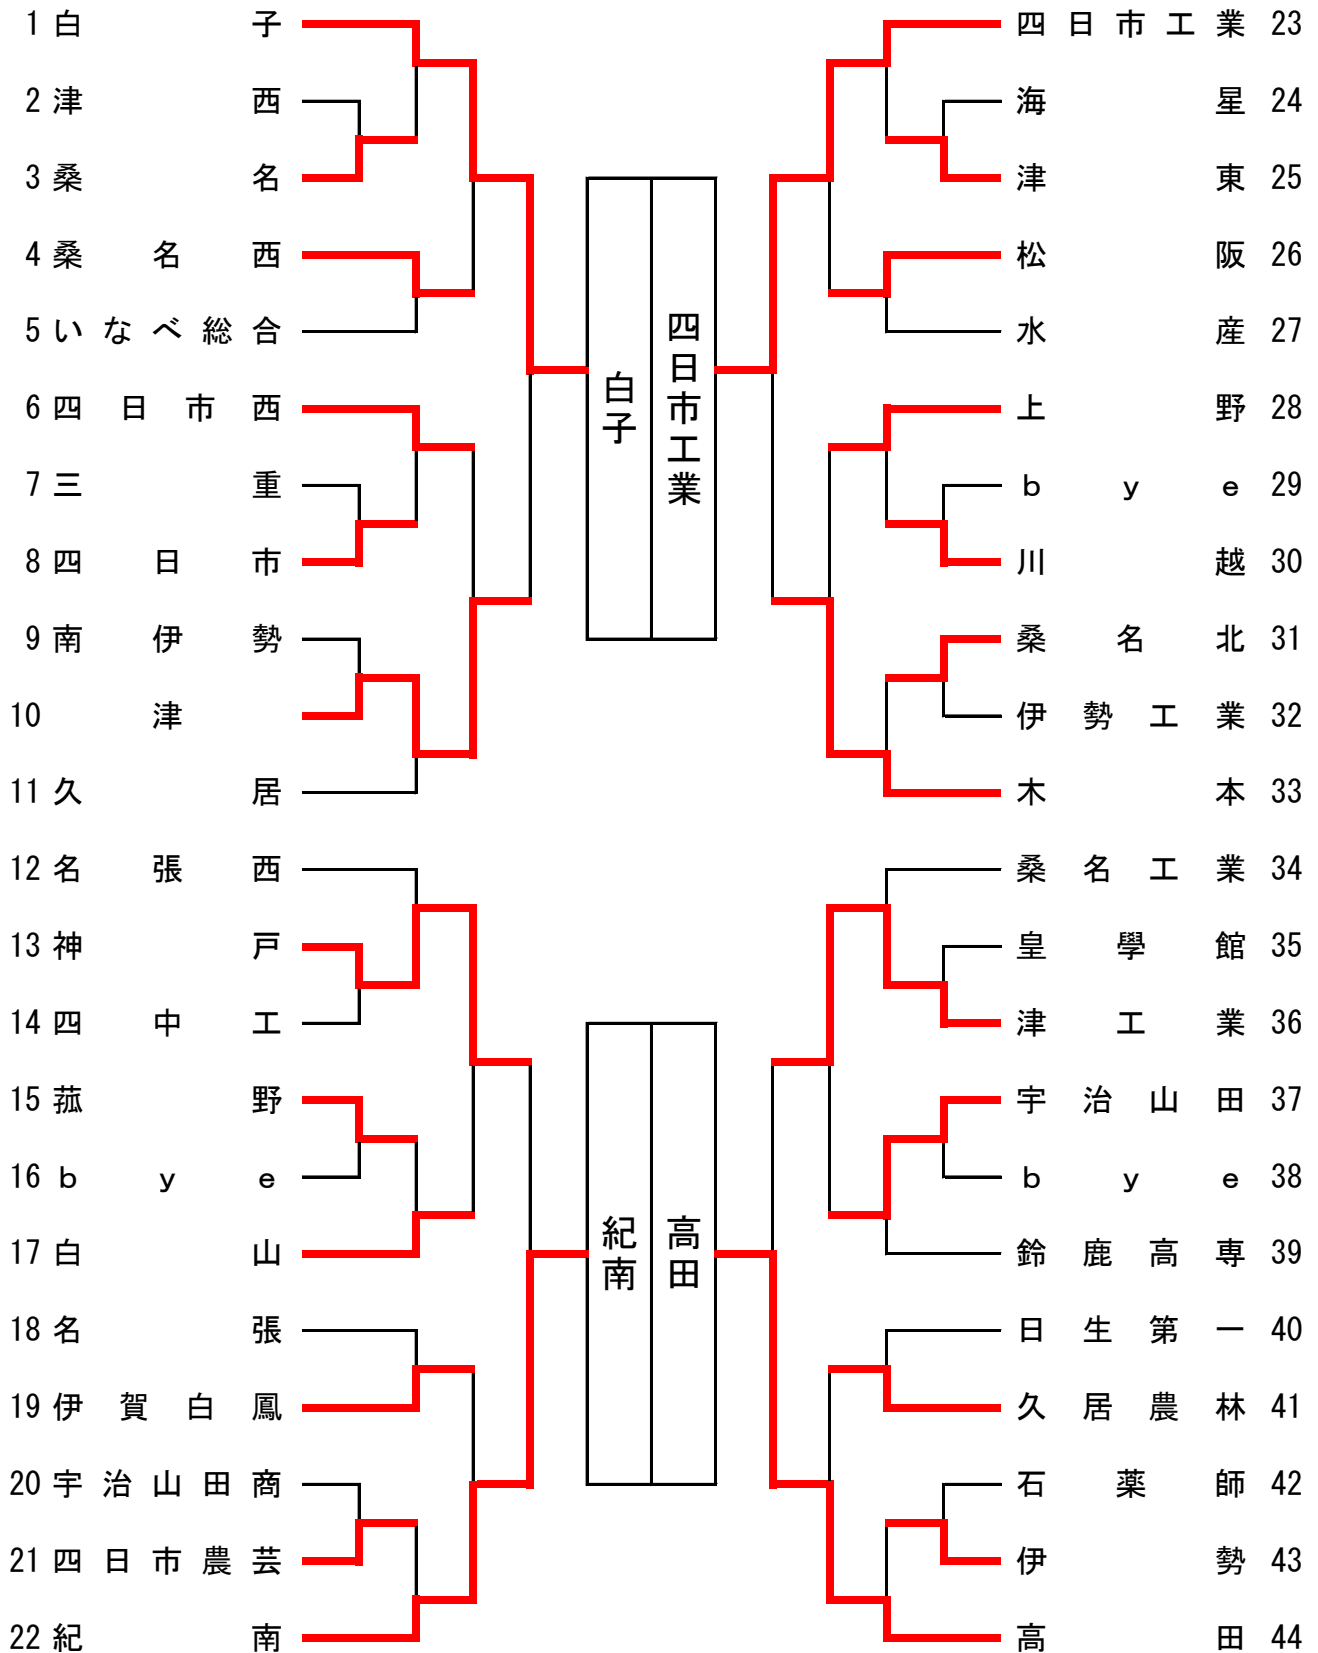 1 白子
2 津西
3 桑名
4 桑名西
5 いなべ総合
6 四日市西
7 三重
8 四日市
9 南伊勢
10 津
11 久居
12 名張西
13 神戸
14 四中工
15 菰野
16 ｂｙｅ
17 白山
18 名張
19 伊賀白鳳
20 宇治山田商
21 四日市農芸
22 紀南
白子
四日市工業
紀南
高田
四日市工業 23
海星 24
津東 25
松阪 26
水産 27
上野 28
ｂｙｅ 29
川越 30
桑名北 31
伊勢工業 32
木本 33
桑名工業 34
皇學館 35
津工業 36
宇治山田 37
ｂｙｅ 38
鈴鹿高専 39
日生第一 40
久居農林 41
石薬師 42
伊勢 43
高田 44